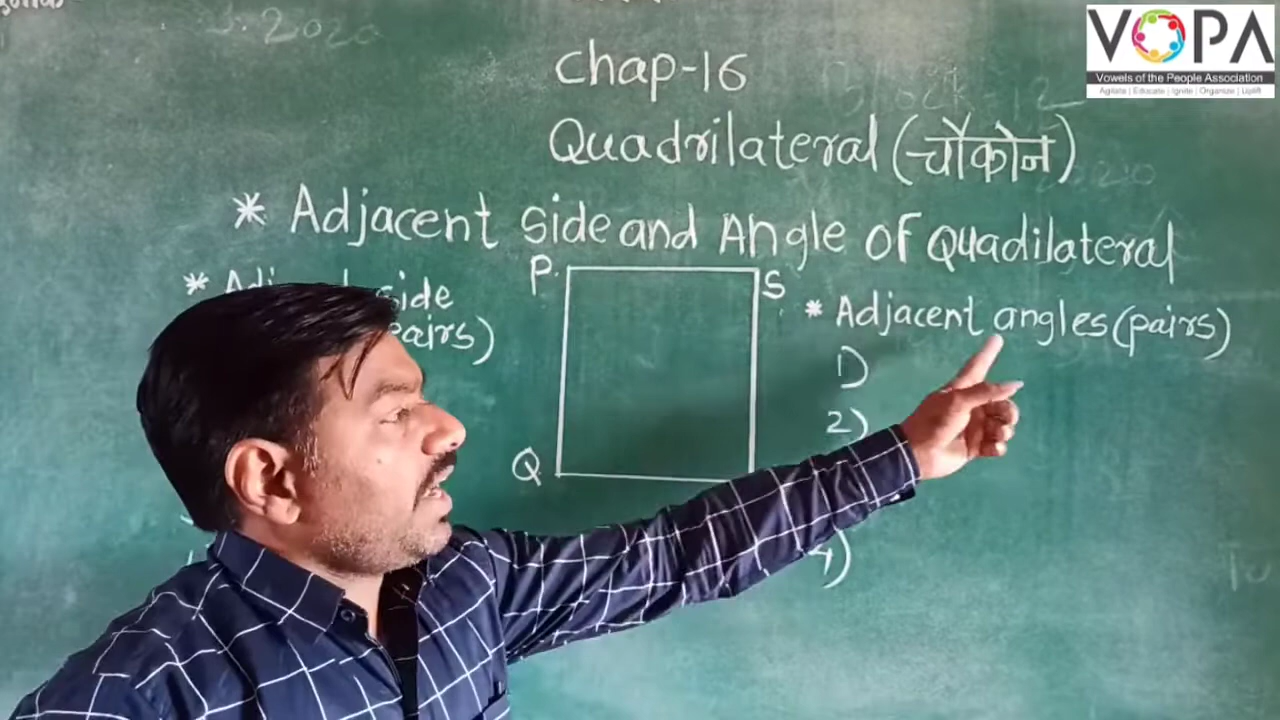 VOPA
Vowels of the People Association
Agitate | Educate | Ignite | Organize | Uplift
Chap-16
Quadrilateral (चौकोन)
* Adjacent side and Angle of Quadilateral
* side
P
S
Q
* Adjacent angles (pairs)
1)
2)
4)